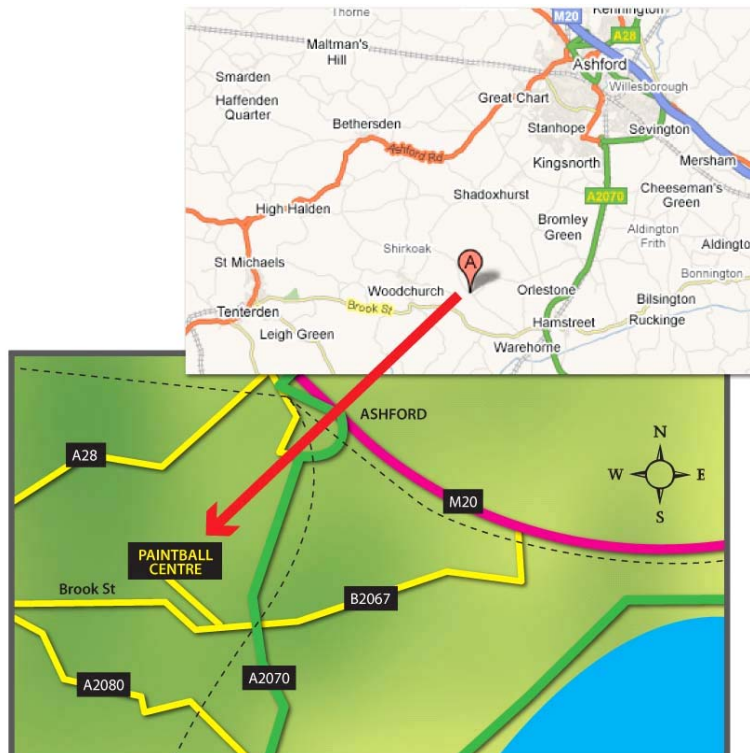 Thorne
Kennington
M20
A28
Maltman's
Hill
Ashford
Smarden
Willesborough
Haffenden
Quarter
Great Chart
Bethersden
Stanhope
Sevington
Ashford Rd
Kingsnorth
Mersham
Shadoxhurst
A2070
Cheeseman's
Green
High Halden
Bromley
Green
Aldington
Frith
Aldingto
Shirkoak
St Michaels
A
Bonnington
Woodchurch
Orlestone
Bilsington
Tenterden
Brook St
Hamstreet
Ruckinge
Leigh Green
Warehorne
ASHFORD
N
A28
W
E
M20
S
PAINTBALL
CENTRE
Brook St
B2067
A2070
A2080